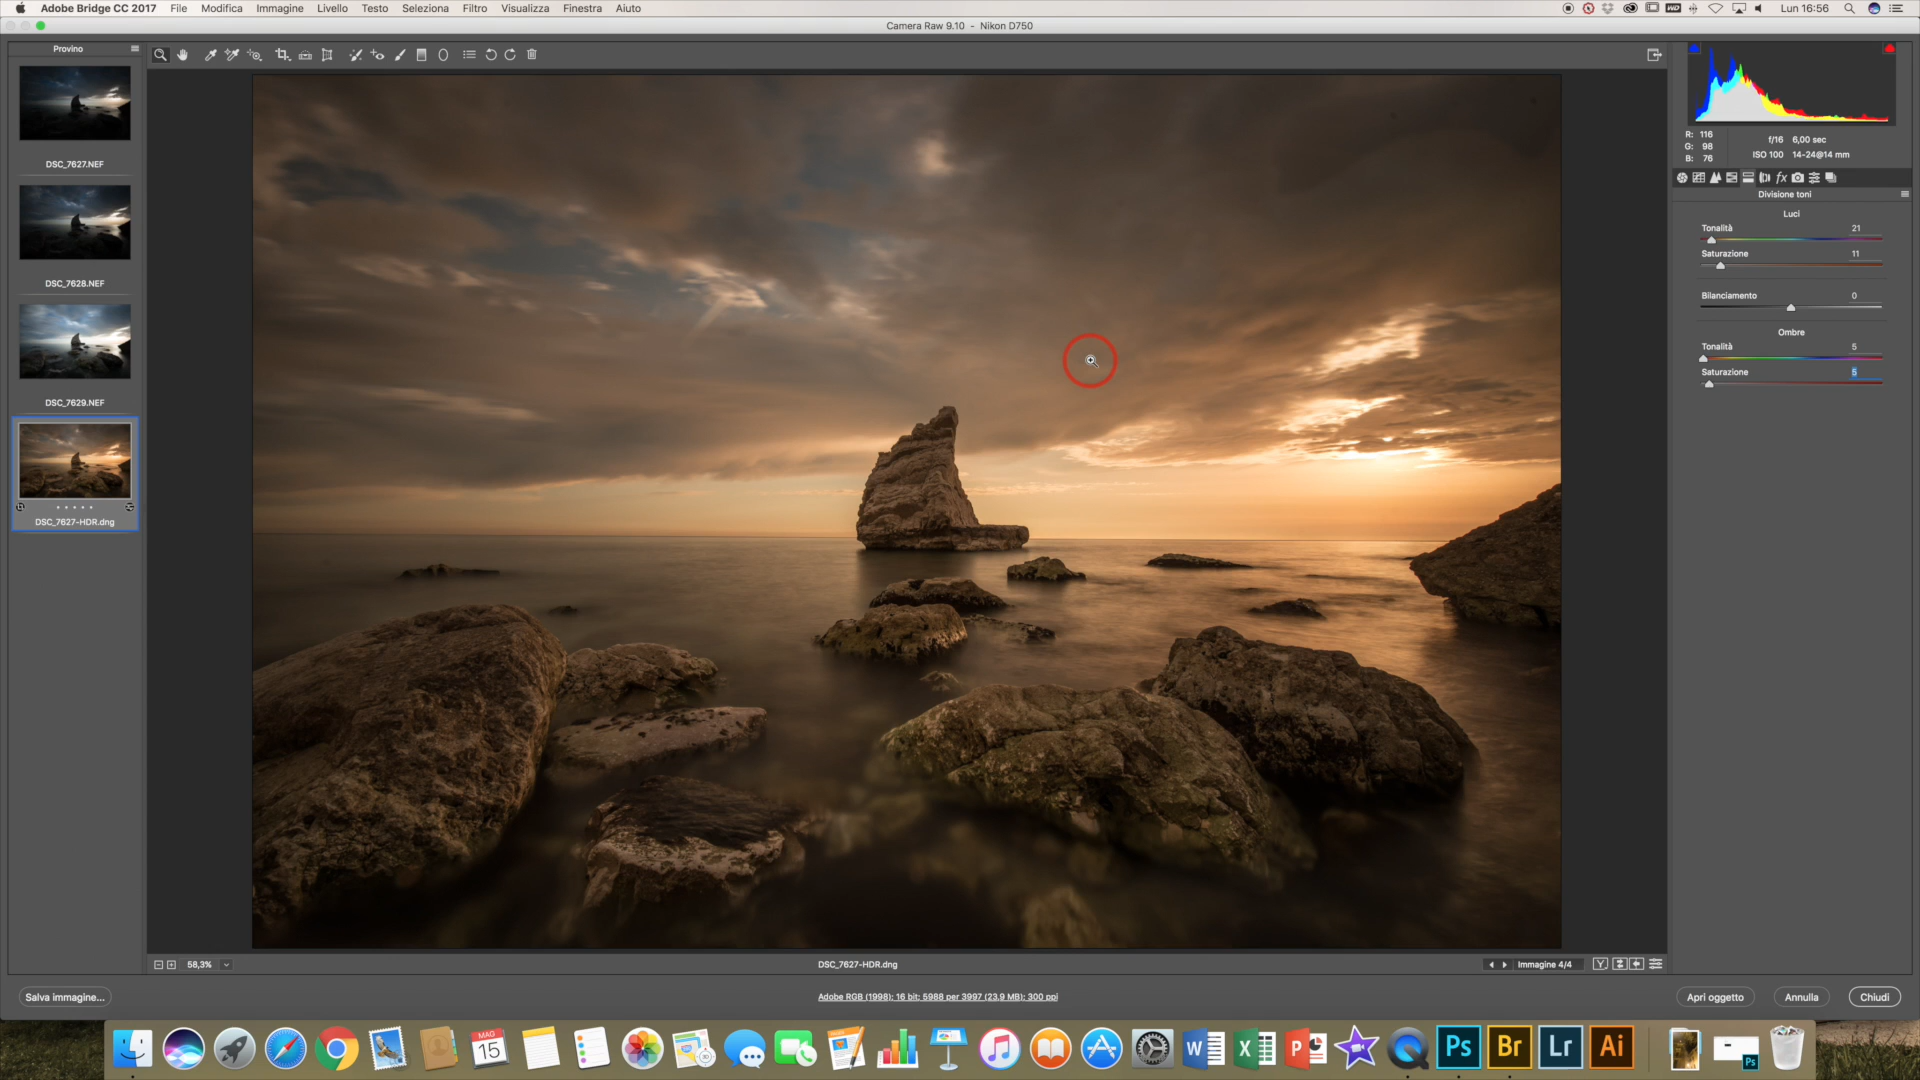 Adobe Bridge CC 2017 File Modifica Immagine Livello Testo Seleziona Filtro Visualizza Finestra Aiuto Lun 16:56
Camera Raw 9.10 - Nikon D750
Provino
DSC_7627.NEF
DSC_7628.NEF
DSC_7629.NEF
DSC_7627-HDR.dng
R: 116
G: 98
B: 76
f/16 6,00 sec
ISO 100 14-24@14 mm
fx
Divisione toni
Luci
Tonalità 21
Saturazione 11
Bilanciamento 0
Ombre
Tonalità 5
Saturazione 5
58,3%
DSC_7627-HDR.dng
Immagine 4/4
Y
Salva immagine...
Adobe RGB (1998); 16 bit; 5988 per 3997 (23,9 MB); 300 ppi
Apri oggetto Annulla Chiudi
MAG
15
W X P
Ps Br Lr Ai
Ps